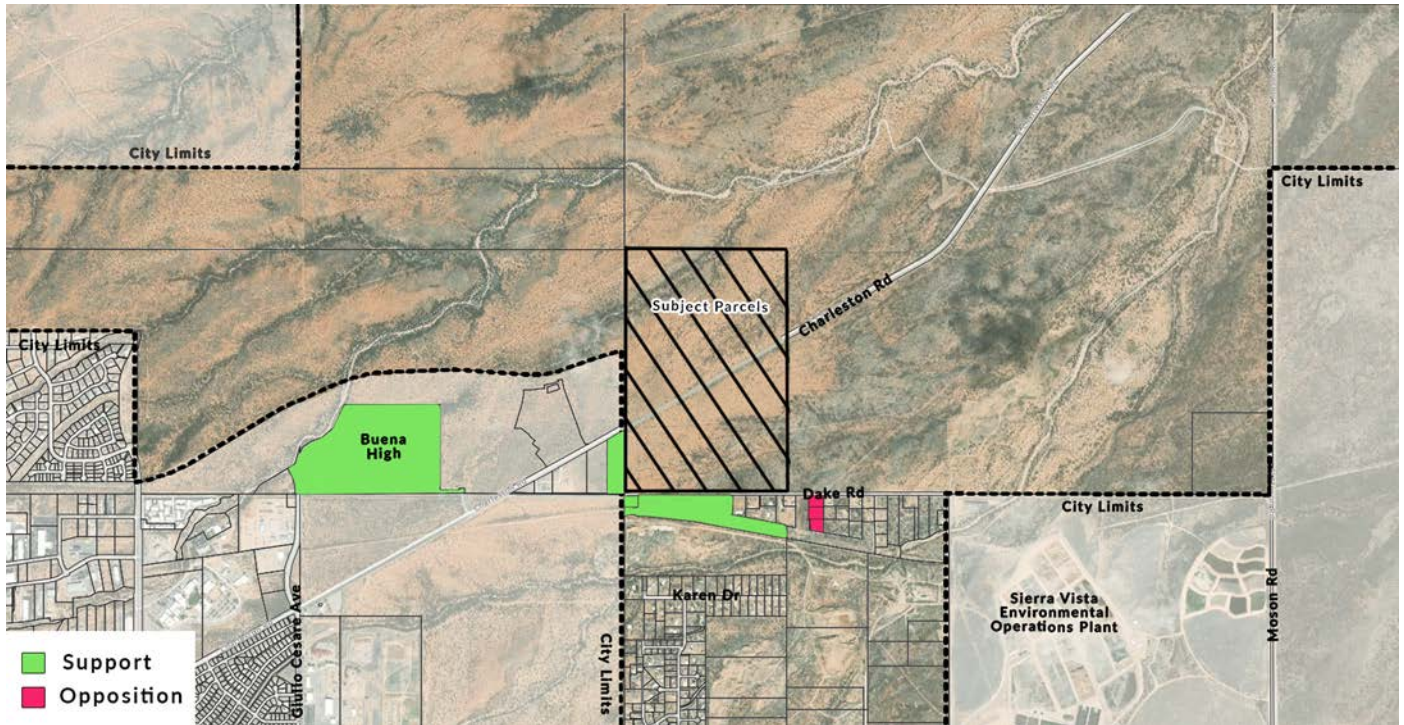 City Limits
City Limits
Subject Parcels
Charleston Rd
City Limits
Buena
High
Dake Rd
City Limits
Karen Dr
Sierra Vista
Environmental
Operations Plant
Moson Rd
Giulio Cesare Ave
City Limits
Support
Opposition